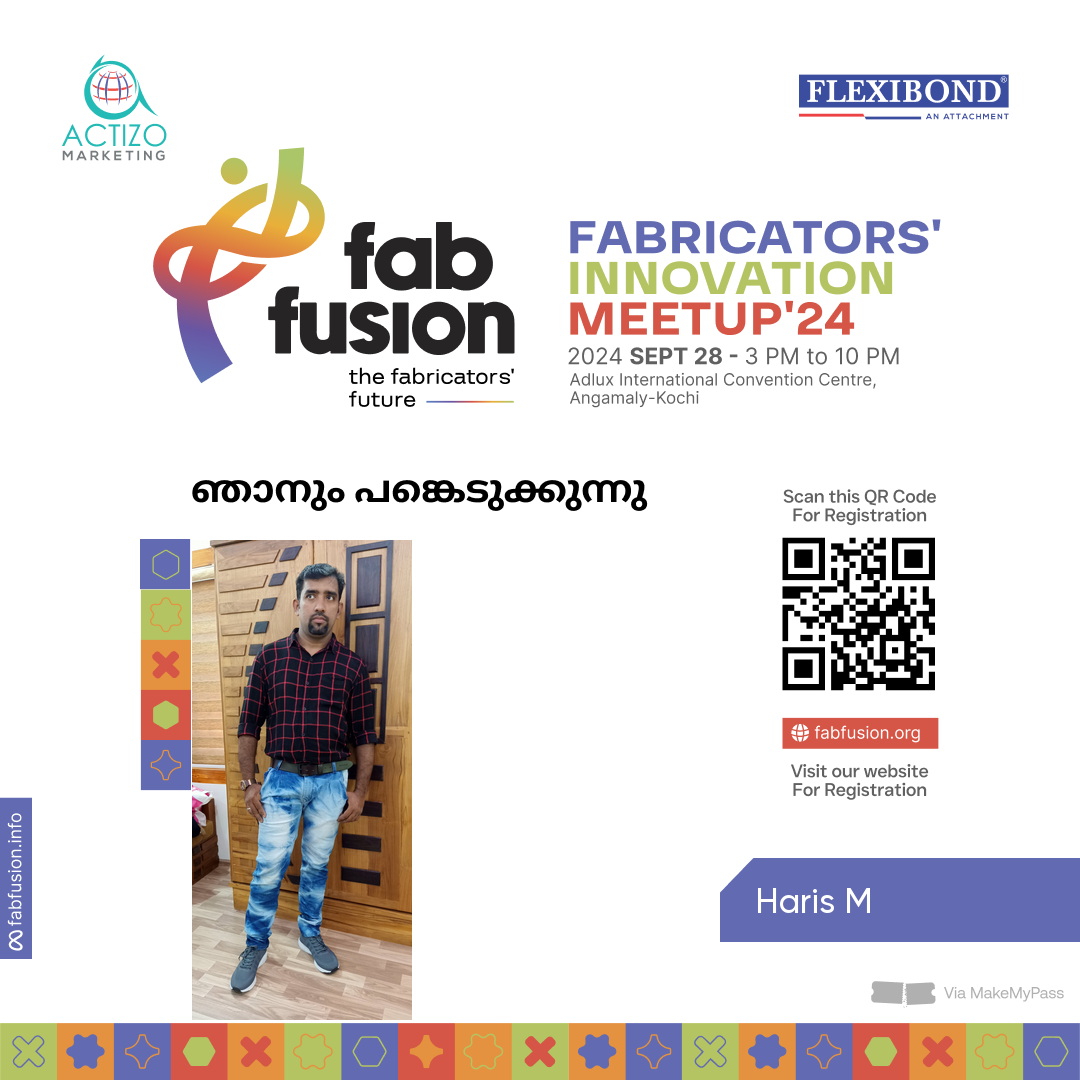 ACTIZO
MARKETING
FLEXIBOND®
AN ATTACHMENT
fab
fusion
the fabricators'
future
FABRICATORS'
INNOVATION
MEETUP'24
2024 SEPT 28 - 3 PM to 10 PM
Adlux International Convention Centre,
Angamaly-Kochi
ഞാനും പങ്കെടുക്കുന്നു
Scan this QR Code
For Registration
fabfusion.org
Visit our website
For Registration
fabfusion.info
Haris M
Via MakeMyPass